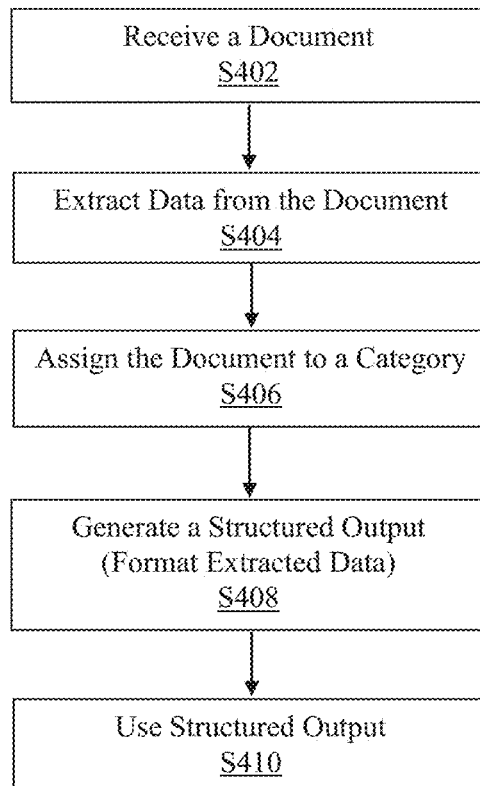 Receive a Document
S402
Extract Data from the Document
S404
Assign the Document to a Category
S406
Generate a Structured Output
(Format Extracted Data)
S408
Use Structured Output
S410